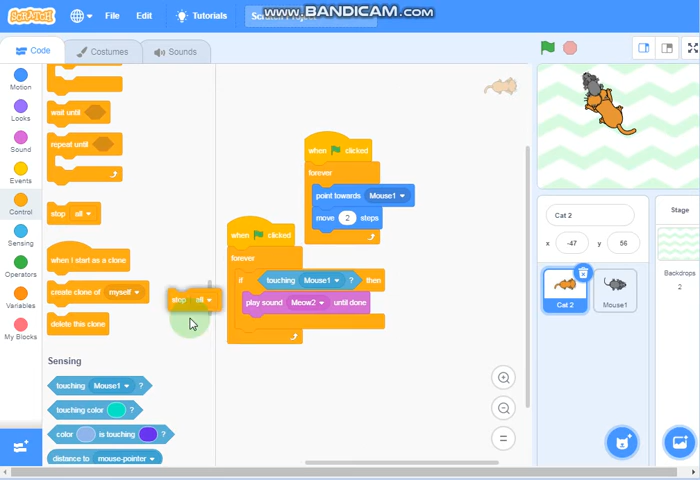 SCRATCH
File
Edit
Tutorials
Scratch Project
www.BANDICAM.com
Code
Costumes
Sounds
Motion
Looks
Sound
Events
Control
Sensing
Operators
Variables
My Blocks
wait until
repeat until
stop all
when I start as a clone
create clone of myself
delete this clone
Sensing
touching Mouse1 ?
touching color ?
color is touching ?
distance to mouse-pointer
when clicked
forever
point towards Mouse1
move 2 steps
when clicked
forever
if touching Mouse1 ? then
play sound Meow2 until done
stop all
Cat 2
x -47 y 56
Cat 2
Mouse1
Stage
Backdrops
2